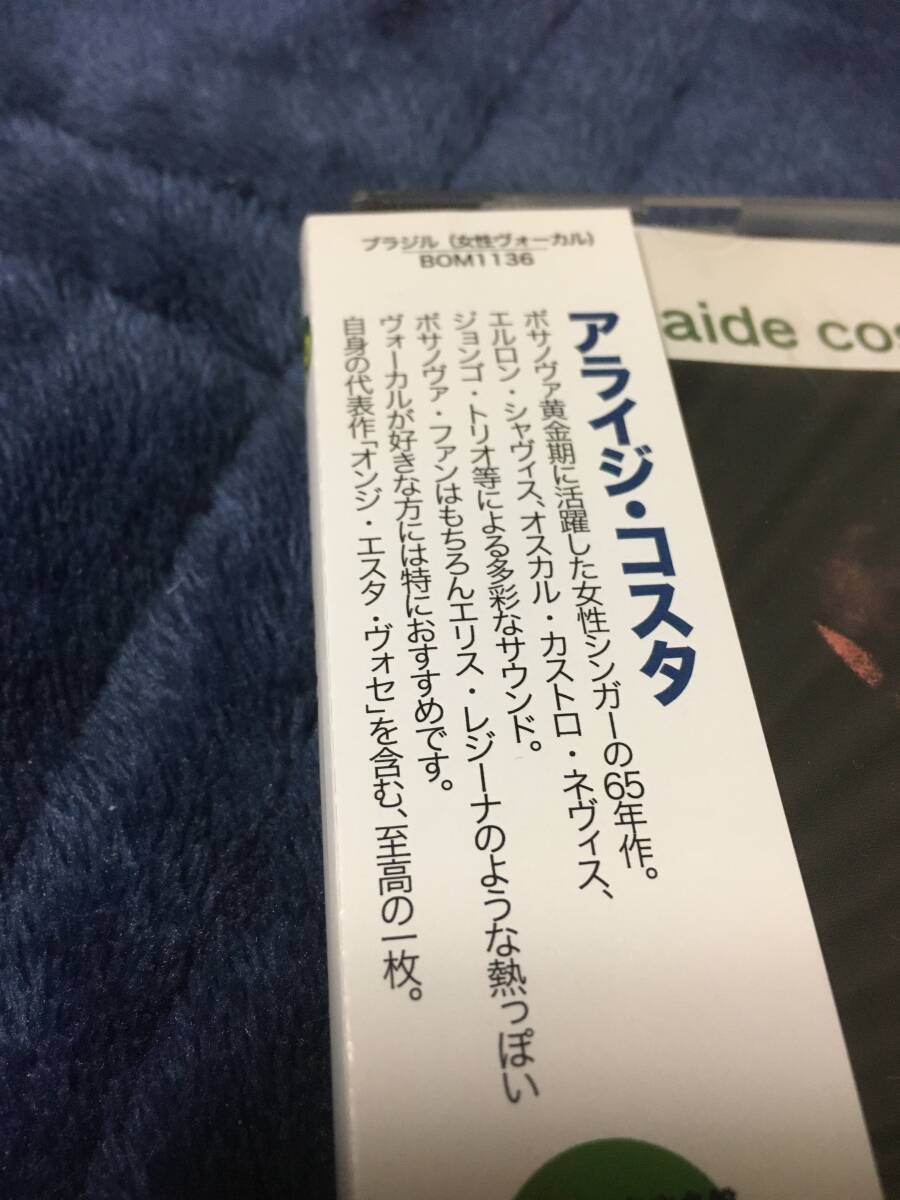 ブラジル（女性ヴォーカル）
BOM1136
アライジ・コスタ
ボサノヴァ黄金期に活躍した女性シンガーの65年作。
エルロン・シャヴィス、オスカル・カストロ・ネヴィス、
ジョンゴ・トリオ等による多彩なサウンド。
ボサノヴァ・ファンはもちろんエリス・レジーナのような熱っぽい
ヴォーカルが好きな方には特におすすめです。
自身の代表作「オンジ・エスタ・ヴォセ」を含む、至高の一枚。
aide cos